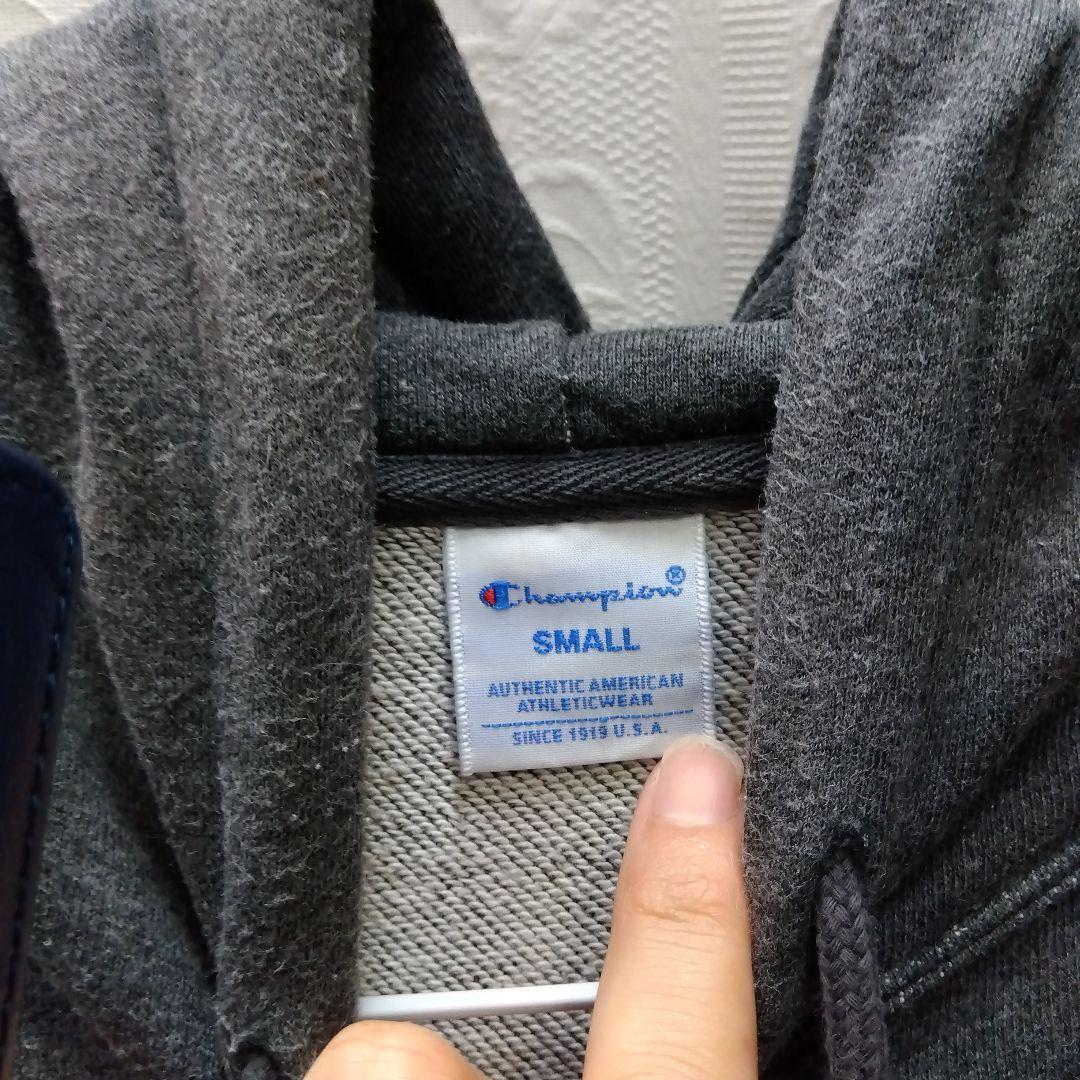 Champion®
SMALL
AUTHENTIC AMERICAN
ATHLETICWEAR
SINCE 1919 U.S.A.